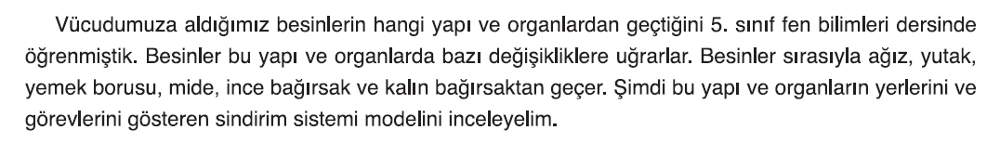 Vücudumuza aldığımız besinlerin hangi yapı ve organlardan geçtiğini 5. sınıf fen bilimleri dersinde
öğrenmiştik. Besinler bu yapı ve organlarda bazı değişikliklere uğrarlar. Besinler sırasıyla ağız, yutak,
yemek borusu, mide, ince bağırsak ve kalın bağırsaktan geçer. Şimdi bu yapı ve organların yerlerini ve
görevlerini gösteren sindirim sistemi modelini inceleyelim.